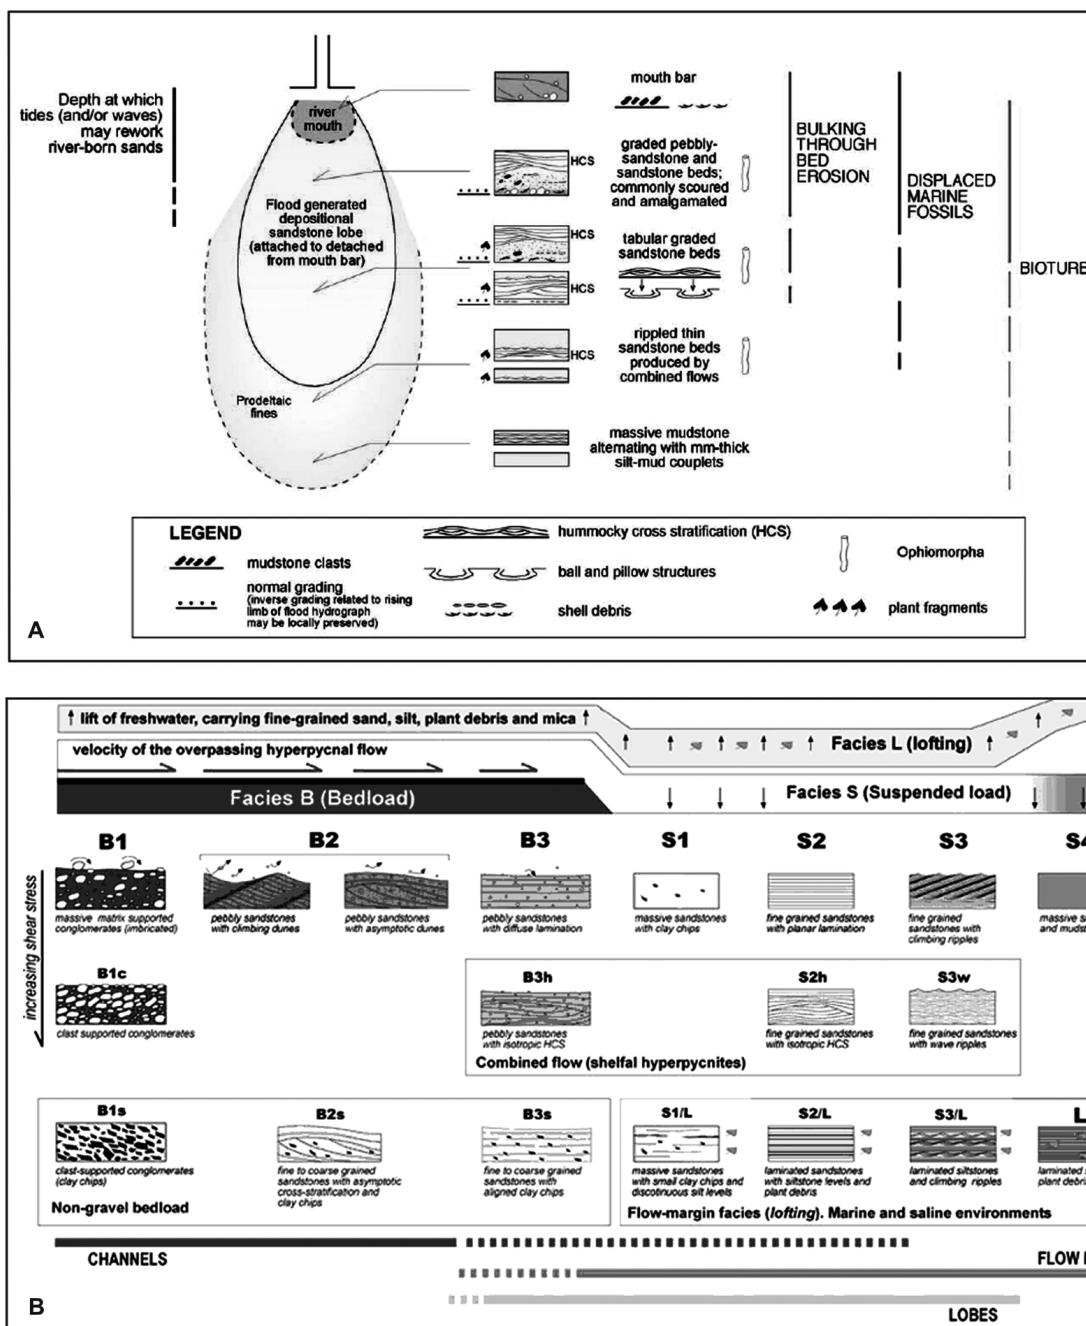 Depth at which
tides (and/or waves)
may rework
river-born sands
river
mouth
Flood generated
depositional
sandstone lobe
(attached to detached
from mouth bar)
Prodeltaic
fines
mouth bar
HCS
graded pebbly-
sandstone and
sandstone beds;
commonly scoured
and amalgamated
HCS
tabular graded
sandstone beds
HCS
HCS
rippled thin
sandstone beds
produced by
combined flows
massive mudstone
alternating with mm-thick
silt-mud couplets
BULKING
THROUGH
BED
EROSION
DISPLACED
MARINE
FOSSILS
BIOTURB
LEGEND
mudstone clasts
normal grading
(inverse grading related to rising
limb of flood hydrograph
may be locally preserved)
hummocky cross stratification (HCS)
ball and pillow structures
shell debris
Ophiomorpha
plant fragments
A
lift of freshwater, carrying fine-grained sand, silt, plant debris and mica
velocity of the overpassing hyperpycnal flow
Facies L (lofting)
Facies B (Bedload)
Facies S (Suspended load)
B1 B2 B3 S1 S2 S3 S4
increasing shear stress
massive matrix supported
conglomerates (imbricated)
pebbly sandstones
with climbing dunes
pebbly sandstones
with asymptotic dunes
pebbly sandstones
with diffuse lamination
massive sandstones
with clay chips
fine grained sandstones
with planar lamination
fine grained
sandstones with
climbing ripples
massive s
and mudst
B1c
clast supported conglomerates
B3h S2h S3w
pebbly sandstones
with isotropic HCS
fine grained sandstones
with isotropic HCS
fine grained sandstones
with wave ripples
Combined flow (shelfal hyperpycnites)
B1s B2s B3s
clast-supported conglomerates
(clay chips)
fine to coarse grained
sandstones with asymptotic
cross-stratification and
clay chips
fine to coarse grained
sandstones with
aligned clay chips
Non-gravel bedload
S1/L S2/L S3/L L
massive sandstones
with small clay chips and
discotinuous silt levels
laminated sandstones
with siltstone levels and
plant debris
laminated siltstones
and climbing ripples
laminated s
plant debris
Flow-margin facies (lofting). Marine and saline environments
CHANNELS
FLOW
LOBES
B